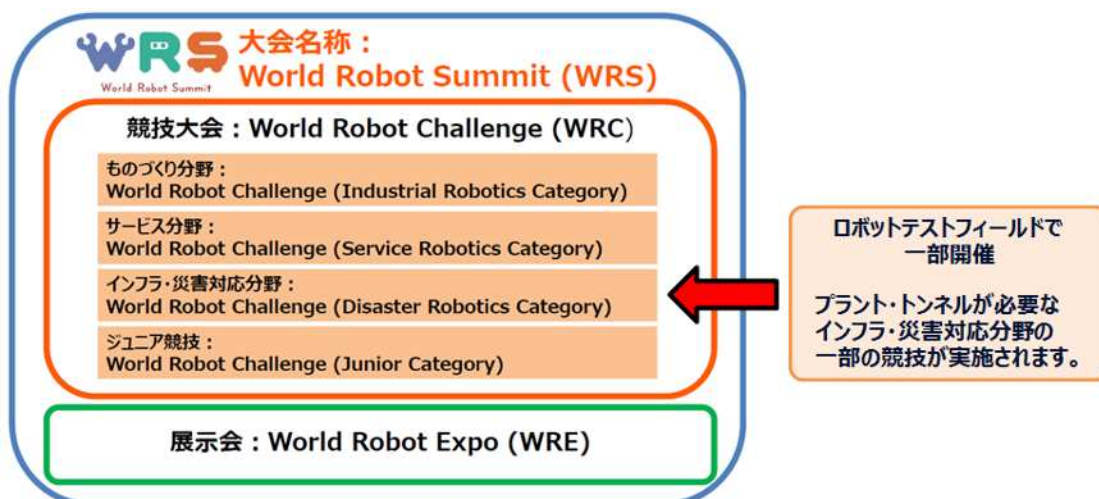 WRS
World Robot Summit
大会名称：
World Robot Summit (WRS)
競技大会：World Robot Challenge (WRC)
ものづくり分野：
World Robot Challenge (Industrial Robotics Category)
サービス分野：
World Robot Challenge (Service Robotics Category)
インフラ・災害対応分野：
World Robot Challenge (Disaster Robotics Category)
ジュニア競技：
World Robot Challenge (Junior Category)
展示会：World Robot Expo (WRE)
ロボットテストフィールドで
一部開催
プラント・トンネルが必要な
インフラ・災害対応分野の
一部の競技が実施されます。